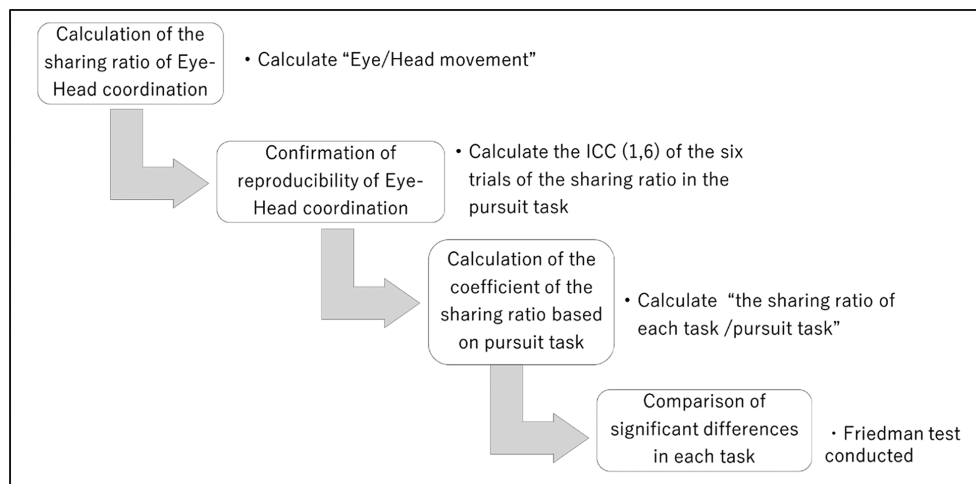 Calculation of the
sharing ratio of Eye-
Head coordination
・Calculate “Eye/Head movement”
Confirmation of
reproducibility of Eye-
Head coordination
・Calculate the ICC (1,6) of the six
trials of the sharing ratio in the
pursuit task
Calculation of the
coefficient of the
sharing ratio based
on pursuit task
・Calculate “the sharing ratio of
each task /pursuit task”
Comparison of
significant differences
in each task
・Friedman test
conducted